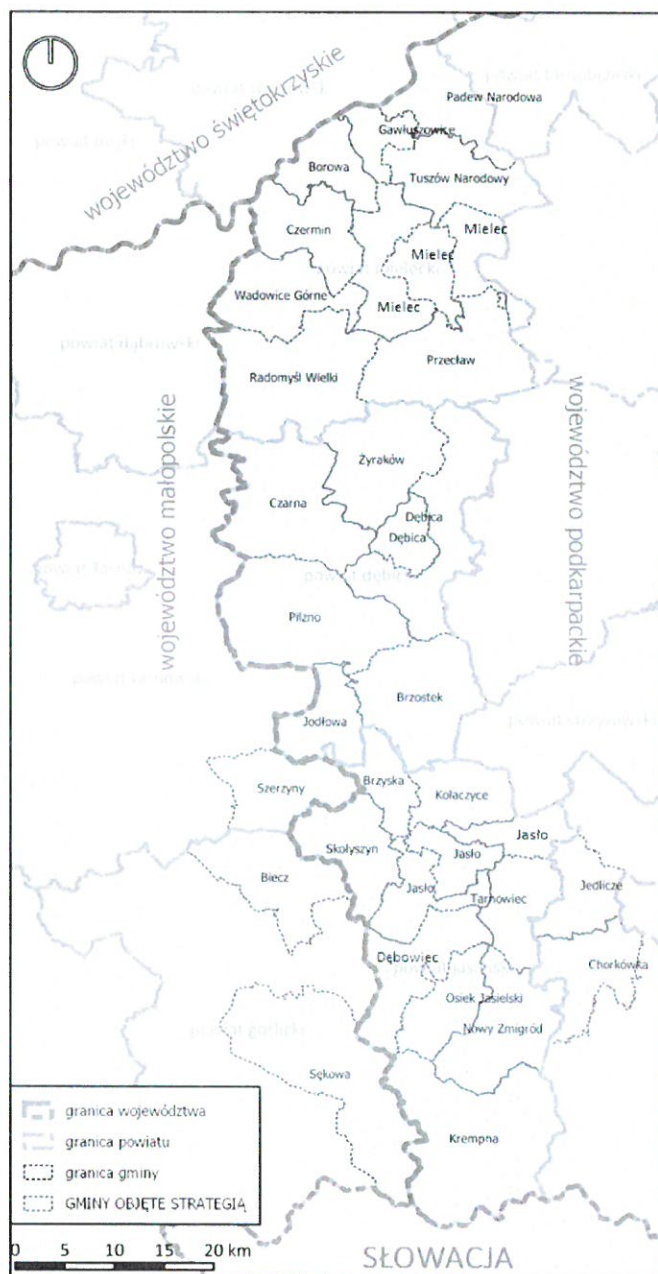 województwo świętokrzyskie
Padew Narodowa
Gawłuszowice
Borowa
Tuszów Narodowy
Czermin
Mielec
Mielec
Wadowice Górne
Mielec
Przecław
Radomyśl Wielki
województwo małopolskie
województwo podkarpackie
Żyraków
Czarna
Dębica
Dębica
Pilzno
Brzostek
Jodłowa
Szerzyny
Brzyska
Kołaczyce
Skołyszyn
Jasło
Jasło
Biecz
Jasło
Jedlicze
Tarnowiec
Dębowiec
Chorkówka
Osiek Jasielski
Nowy Żmigród
powiat gorlicki
Sękowa
Krempna
granica województwa
granica powiatu
granica gminy
GMINY OBJĘTE STRATEGIĄ
0 5 10 15 20 km
SŁOWACJA